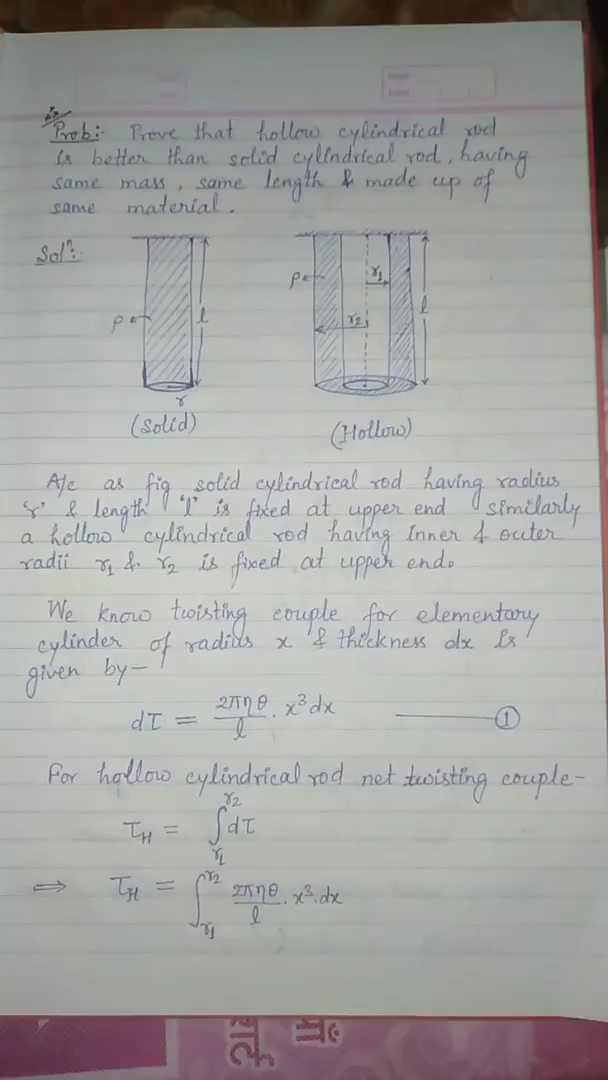 Prob:- Prove that hollow cylindrical rod
is better than solid cylindrical rod, having
same mass, same length & made up of
same material.
Solⁿ:-
ρ
l
r
(Solid)
ρ
r₁
r₂
l
(Hollow)
A/c as fig solid cylindrical rod having radius
'r' & length 'l' is fixed at upper end similarly
a hollow cylindrical rod having inner & outer
radii r₁ & r₂ is fixed at upper end.
We know twisting couple for elementary
cylinder of radius x & thickness dx is
given by—
dτ = 2πηθ/l . x³dx ——— ①
For hollow cylindrical rod net twisting couple-
τ_H = ∫_{r₁}^{r₂} dτ
⇒ τ_H = ∫_{r₁}^{r₂} 2πηθ/l . x³.dx